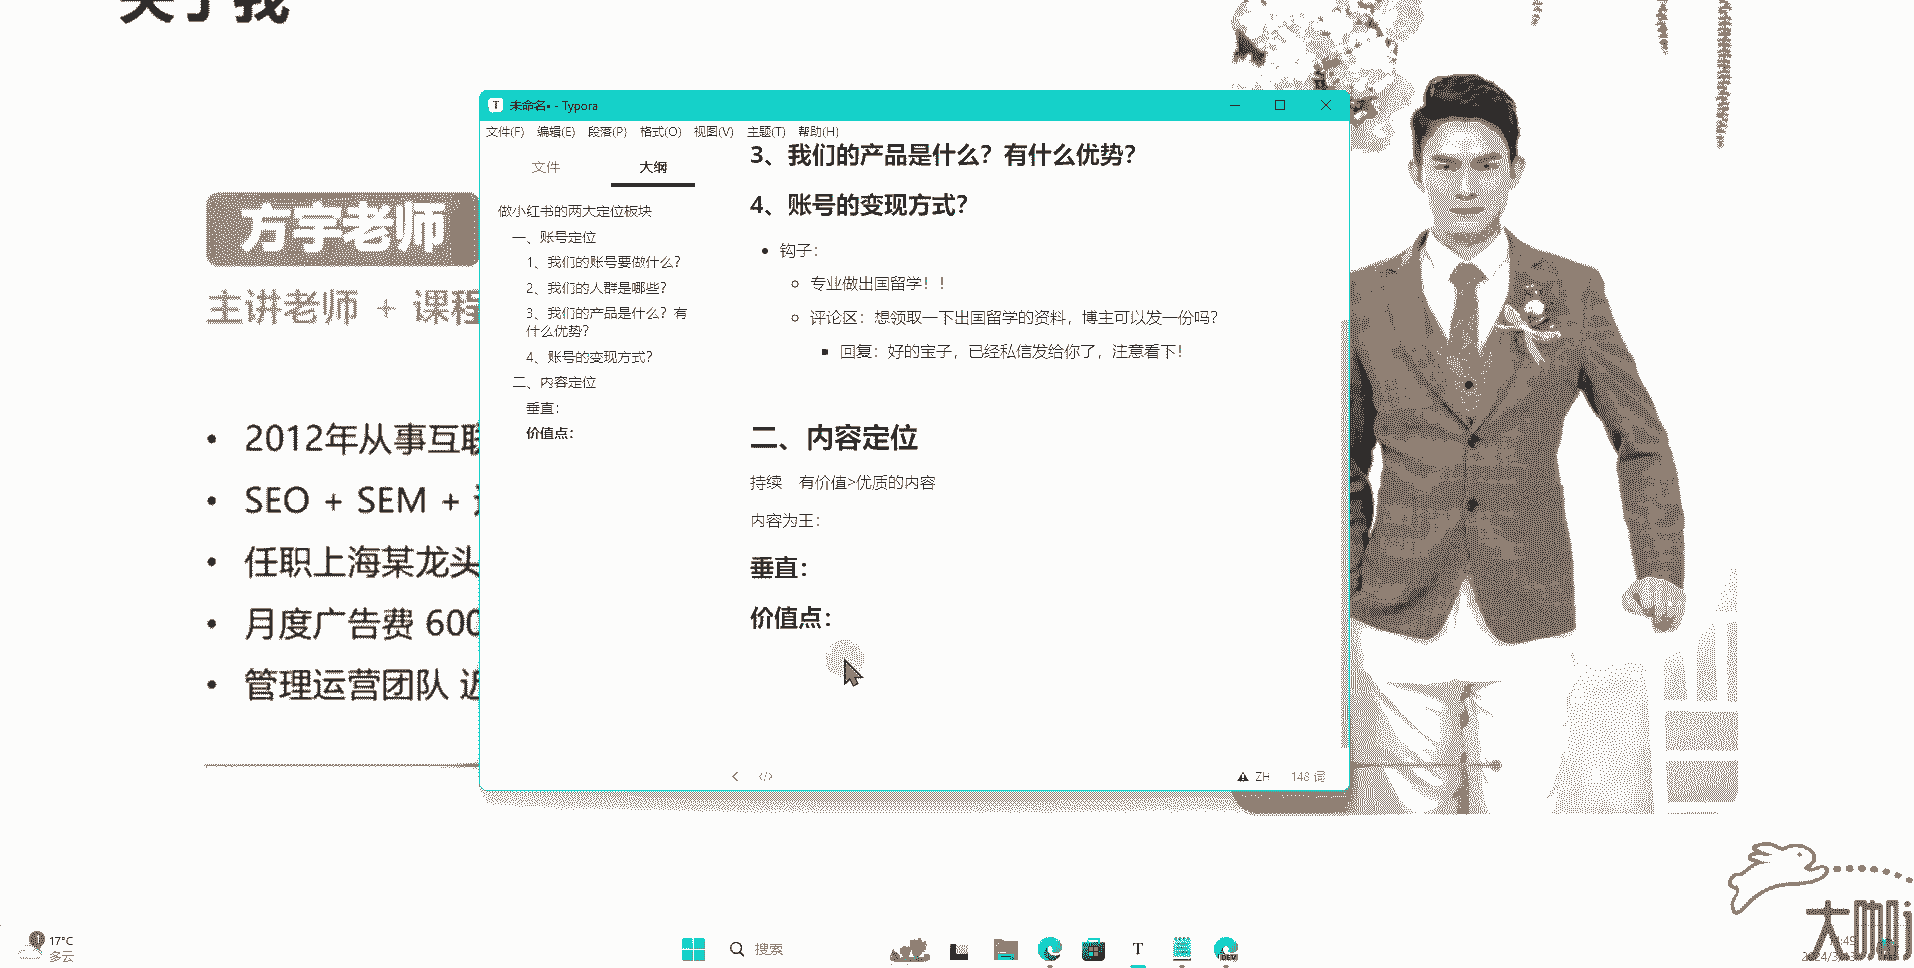 关于我
方宇老师
主讲老师 + 课程
2012年从事互联
SEO + SEM +
任职上海某龙头
月度广告费 600
管理运营团队 近
未命名• - Typora
文件(F) 编辑(E) 段落(P) 格式(O) 视图(V) 主题(T) 帮助(H)
文件 大纲
做小红书的两大定位板块
一、账号定位
1、我们的账号要做什么？
2、我们的人群是哪些？
3、我们的产品是什么？有
什么优势？
4、账号的变现方式？
二、内容定位
垂直：
价值点：
3、我们的产品是什么？有什么优势？
4、账号的变现方式？
钩子：
专业做出国留学！！
评论区：想领取一下出国留学的资料，博主可以发一份吗？
回复：好的宝子，已经私信发给你了，注意看下！
二、内容定位
持续 有价值>优质的内容
内容为王：
垂直：
价值点：
ZH 148 词
大咖
1
17°C
多云
搜索
T
DEV